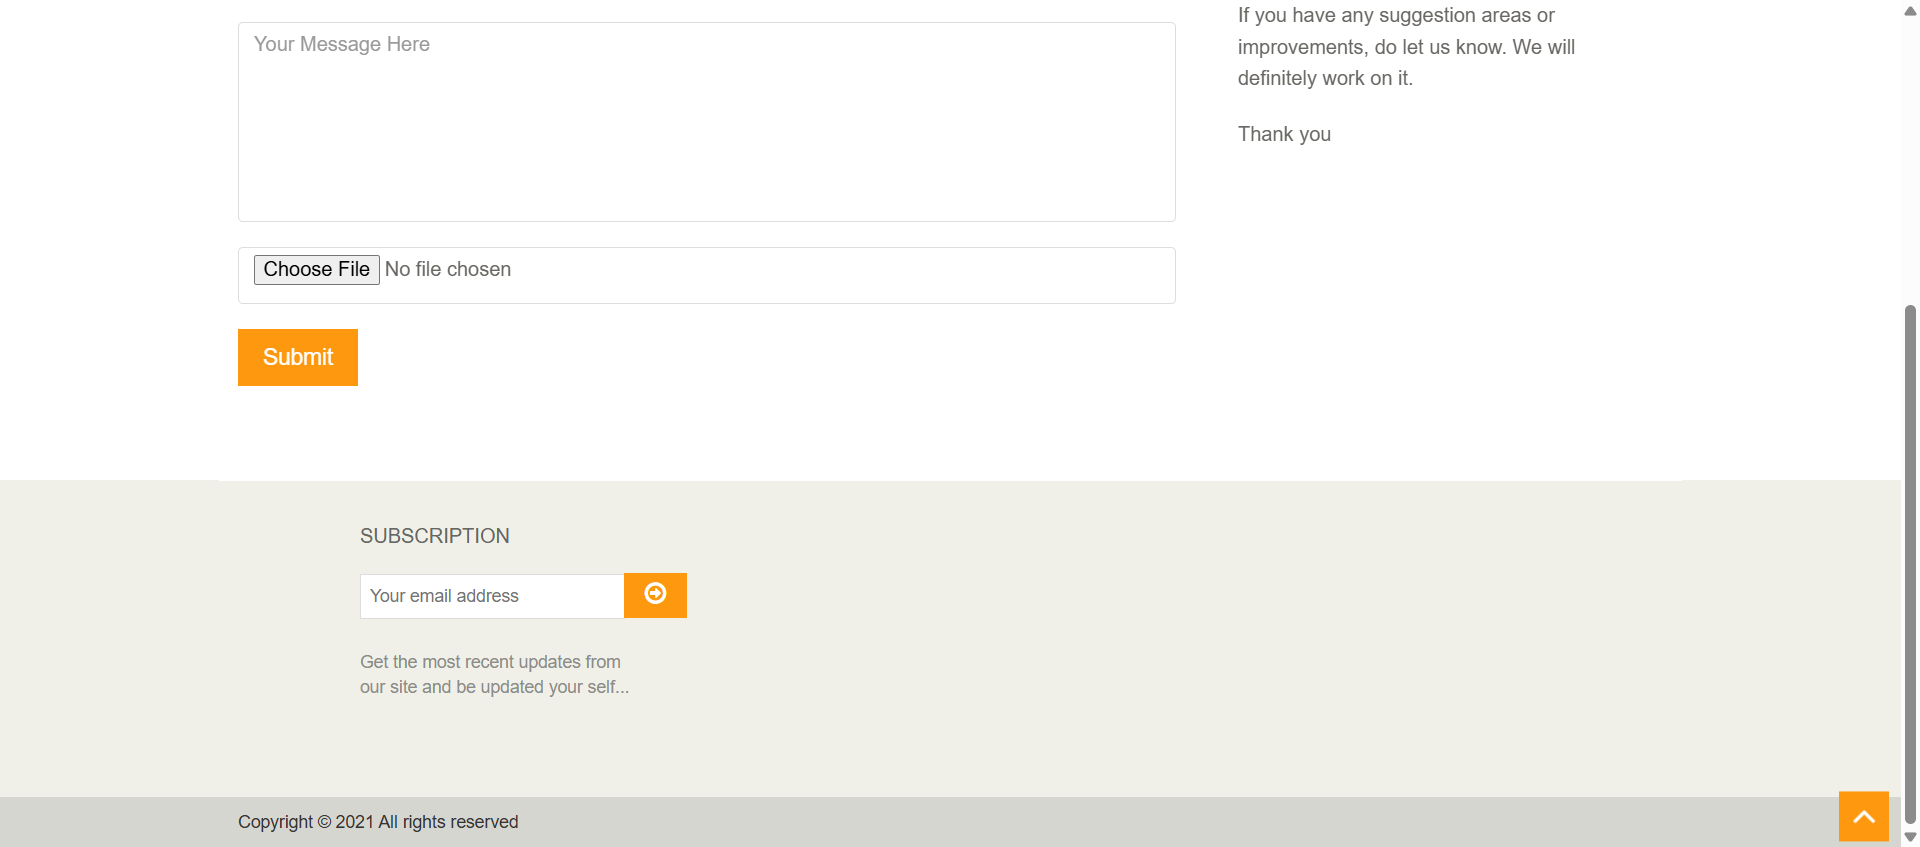 Your Message Here
If you have any suggestion areas or
improvements, do let us know. We will
definitely work on it.
Thank you
Choose File No file chosen
Submit
SUBSCRIPTION
Your email address
Get the most recent updates from
our site and be updated your self...
Copyright © 2021 All rights reserved